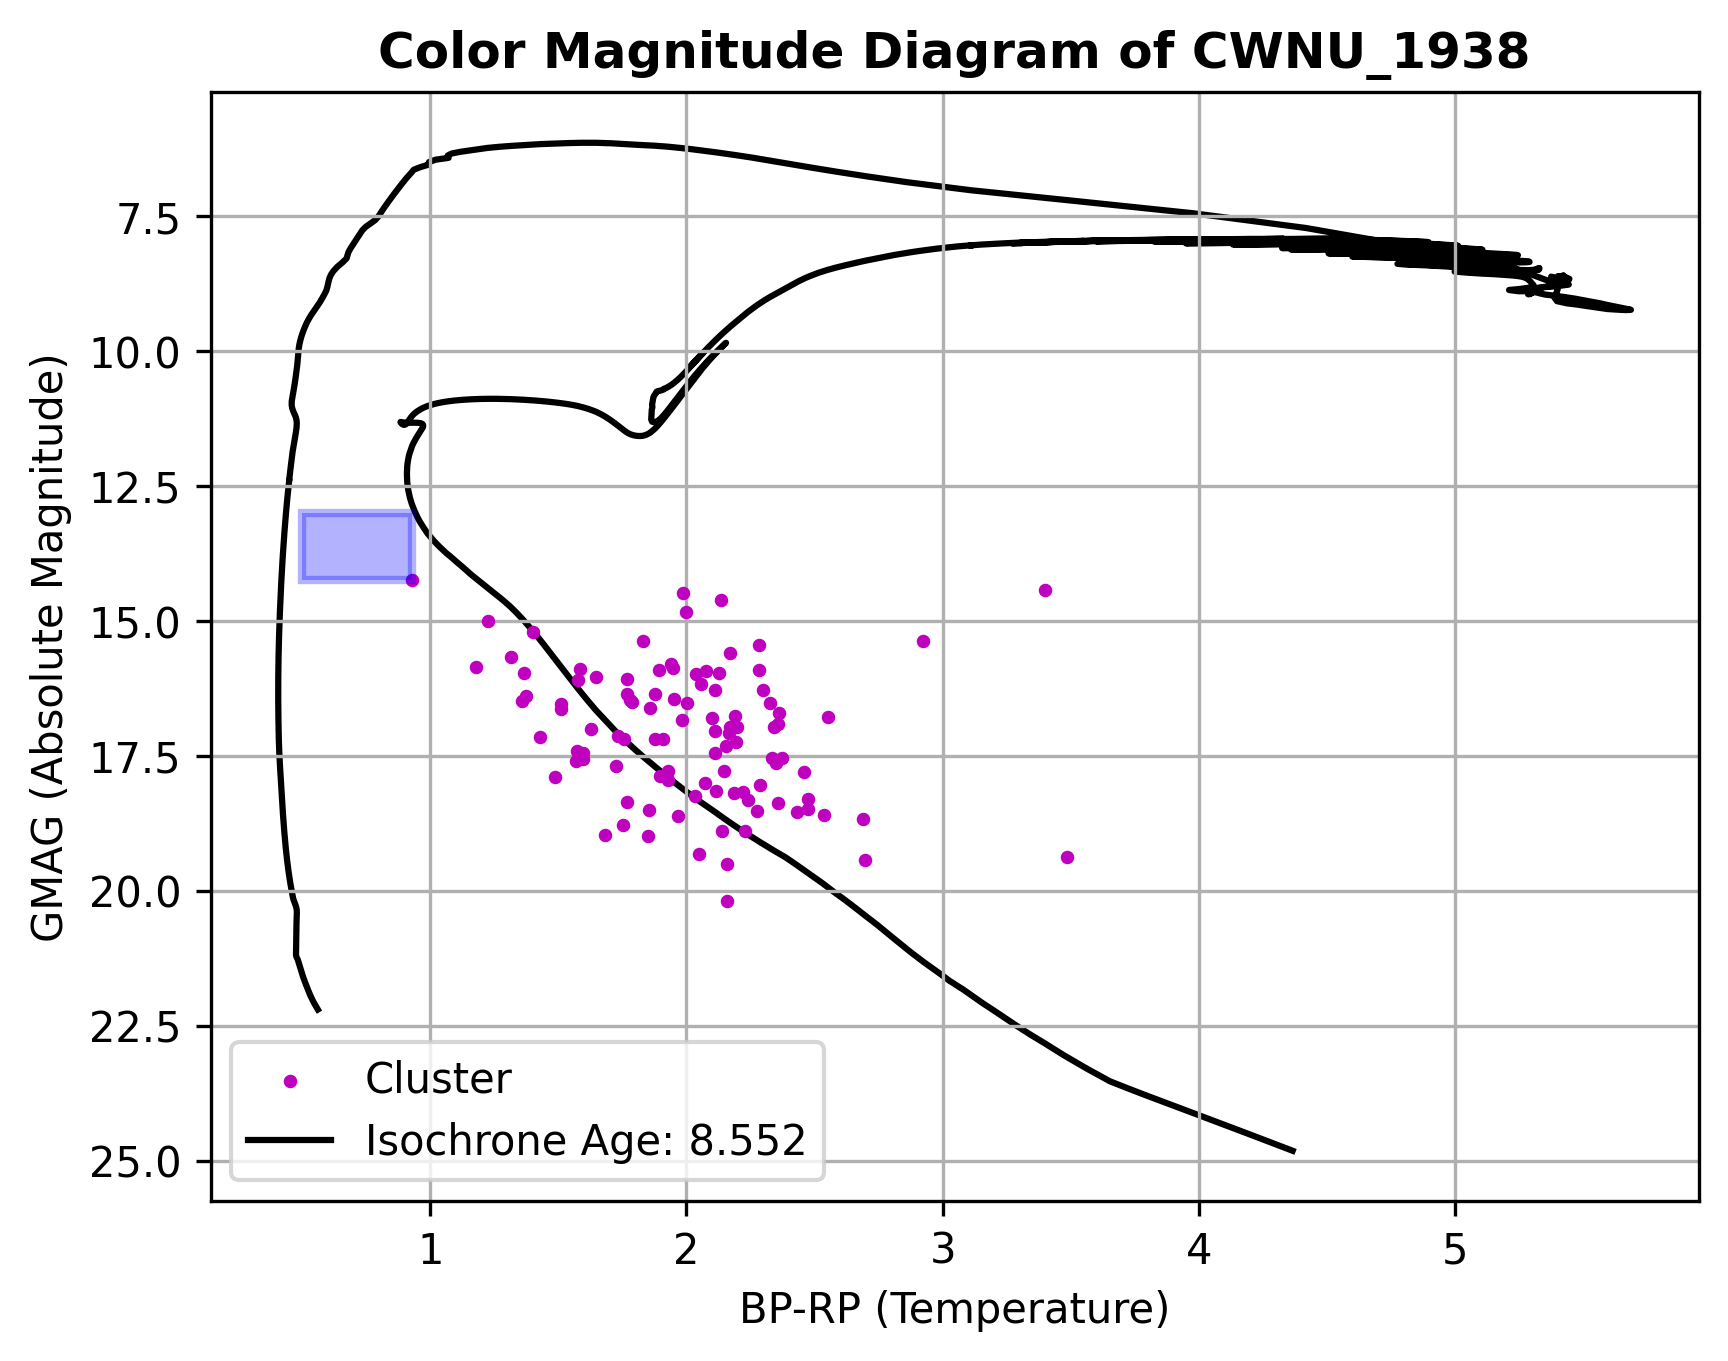 Color Magnitude Diagram of CWNU_1938
GMAG (Absolute Magnitude)
7.5
10.0
12.5
15.0
17.5
20.0
22.5
25.0
Cluster
Isochrone Age: 8.552
1
2
3
4
5
BP-RP (Temperature)